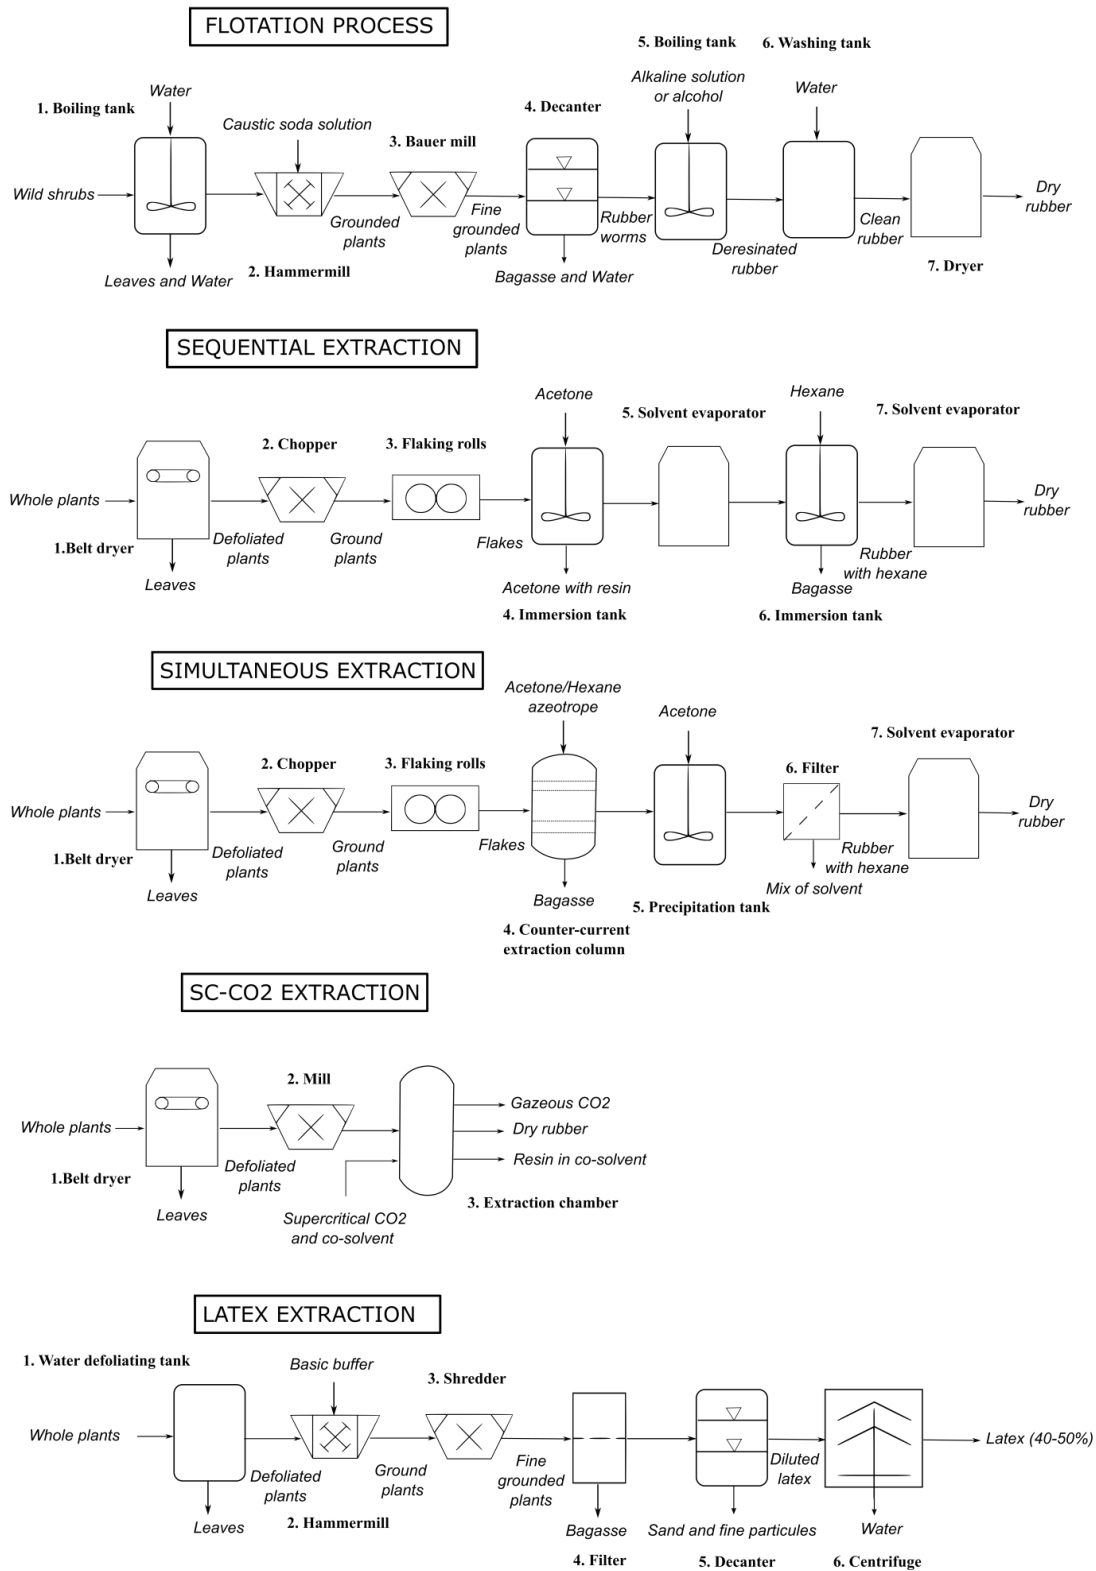 FLOTATION PROCESS
5. Boiling tank
6. Washing tank
Water
Alkaline solution
or alcohol
Water
1. Boiling tank
4. Decanter
Caustic soda solution
3. Bauer mill
Wild shrubs
Grounded
plants
Fine
grounded
plants
Rubber
worms
Deresinated
rubber
Clean
rubber
Dry
rubber
Leaves and Water
2. Hammermill
Bagasse and Water
7. Dryer
SEQUENTIAL EXTRACTION
Acetone
Hexane
5. Solvent evaporator
7. Solvent evaporator
2. Chopper
3. Flaking rolls
Whole plants
Dry
rubber
1.Belt dryer
Defoliated
plants
Ground
plants
Flakes
Rubber
with hexane
Leaves
Acetone with resin
Bagasse
4. Immersion tank
6. Immersion tank
SIMULTANEOUS EXTRACTION
Acetone/Hexane
azeotrope
Acetone
7. Solvent evaporator
2. Chopper
3. Flaking rolls
6. Filter
Whole plants
Dry
rubber
1.Belt dryer
Defoliated
plants
Ground
plants
Flakes
Rubber
with hexane
Leaves
Bagasse
Mix of solvent
5. Precipitation tank
4. Counter-current
extraction column
SC-CO2 EXTRACTION
2. Mill
Gazeous CO2
Whole plants
Dry rubber
Resin in co-solvent
1.Belt dryer
Defoliated
plants
3. Extraction chamber
Leaves
Supercritical CO2
and co-solvent
LATEX EXTRACTION
1. Water defoliating tank
Basic buffer
3. Shredder
Whole plants
Latex (40-50%)
Defoliated
plants
Ground
plants
Fine
grounded
plants
Diluted
latex
Leaves
2. Hammermill
Bagasse
Sand and fine particules
Water
4. Filter
5. Decanter
6. Centrifuge